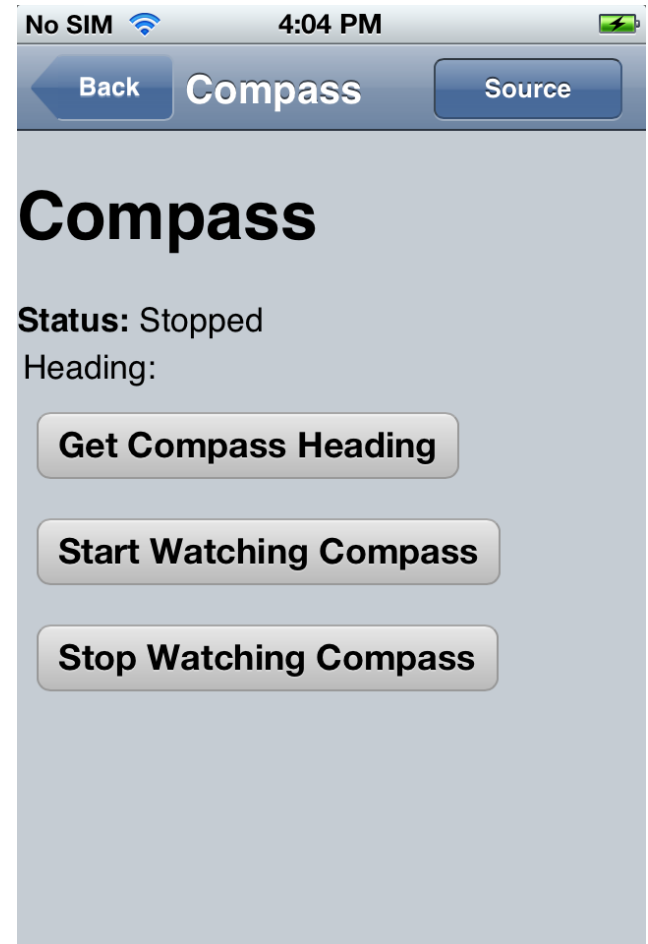 No SIM 4:04 PM
Back Compass Source
Compass
Status: Stopped
Heading:
Get Compass Heading
Start Watching Compass
Stop Watching Compass